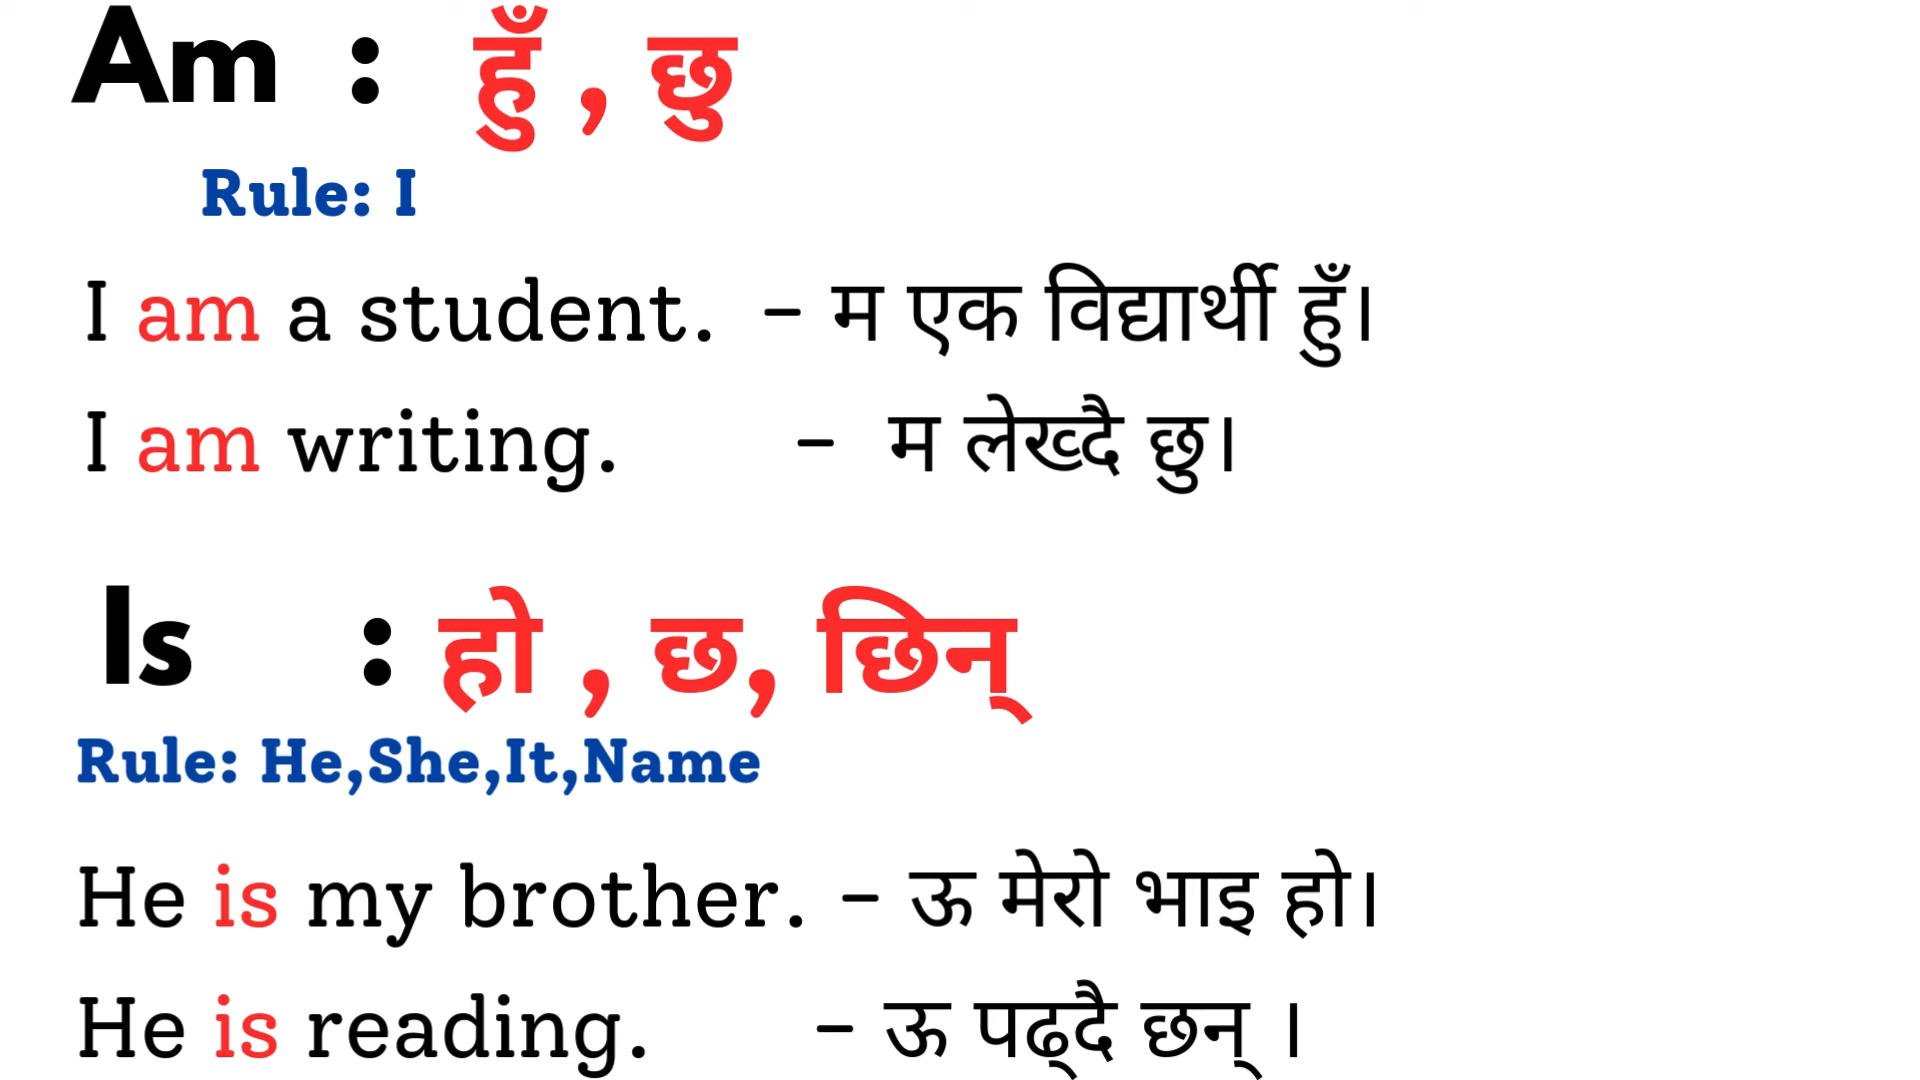 Am : हुँ , छु
Rule: I
I am a student. - म एक विद्यार्थी हुँ।
I am writing. - म लेख्दै छु।
Is : हो , छ, छिन्
Rule: He,She,It,Name
He is my brother. - ऊ मेरो भाइ हो।
He is reading. - ऊ पढ्दै छन् ।